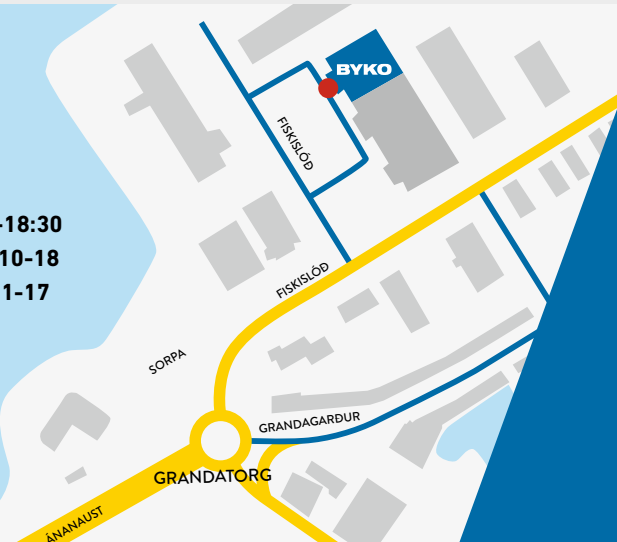 BYKO
FISKISLÓÐ
-18:30
10-18
1-17
FISKISLÓÐ
SORPA
GRANDAGARÐUR
GRANDATORG
ÁNANAUST